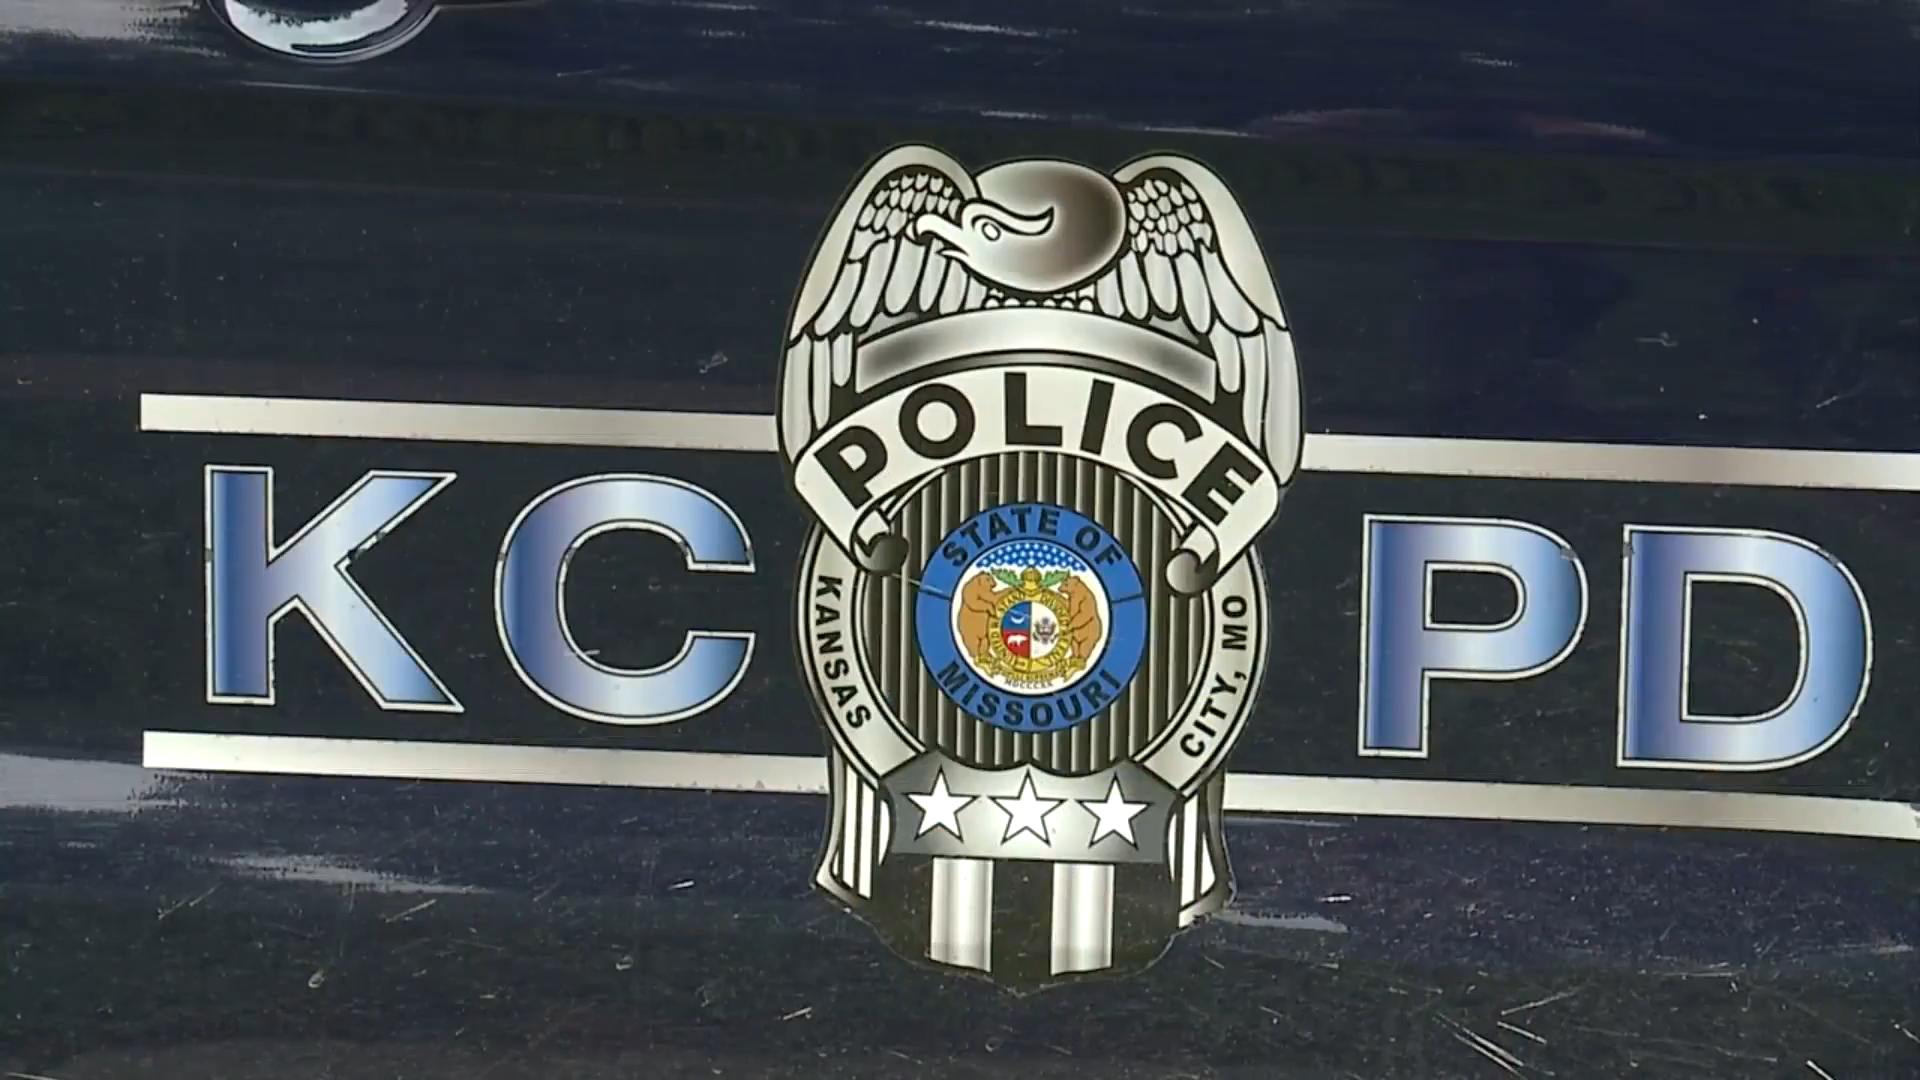 KC PD
POLICE
STATE OF
MISSOURI
KANSAS
CITY, MO